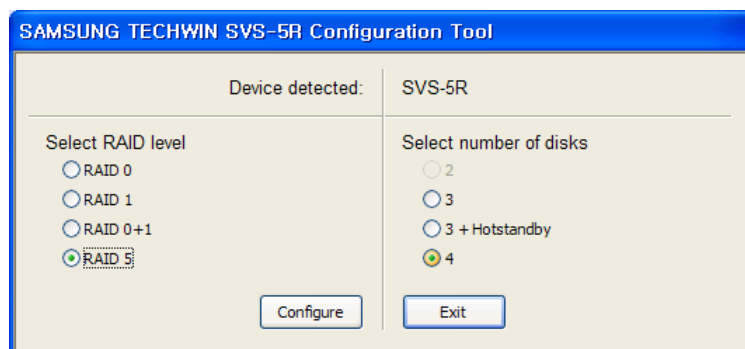 SAMSUNG TECHWIN SVS-5R Configuration Tool
Device detected: SVS-5R
Select RAID level
RAID 0
RAID 1
RAID 0+1
RAID 5
Configure
Select number of disks
2
3
3 + Hotstandby
4
Exit